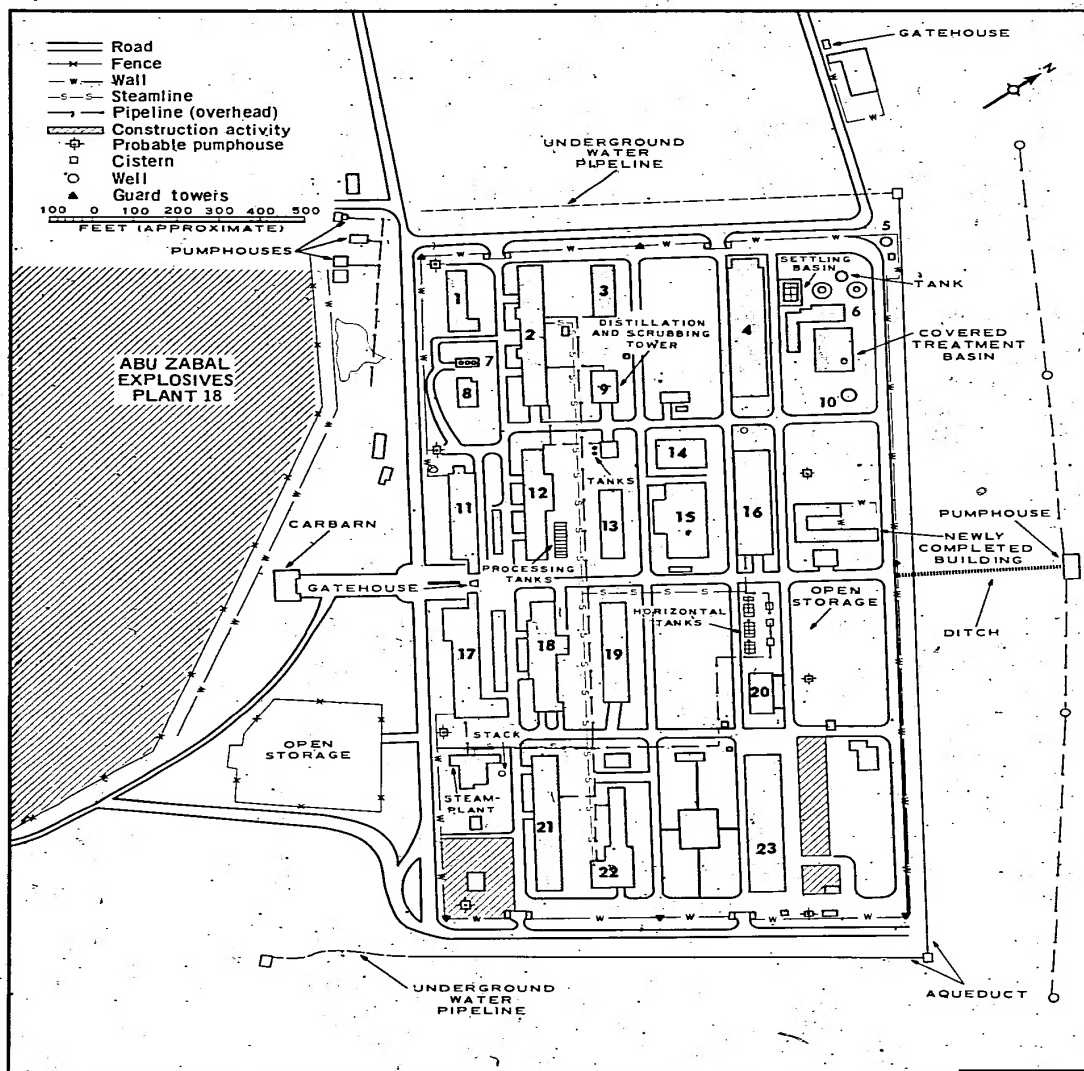 Road
Fence
Wall
Steamline
Pipeline (overhead)
Construction activity
Probable pumphouse
Cistern
Well
Guard towers
100 0 100 200 300 400 500
FEET (APPROXIMATE)
GATEHOUSE
N
W
UNDERGROUND
WATER
PIPELINE
PUMPHOUSES
5
SETTLING
BASIN
TANK
1
2
3
4
6
DISTILLATION
AND SCRUBBING
TOWER
COVERED
TREATMENT
BASIN
ABU ZABAL
EXPLOSIVES
PLANT 18
7
8
9
10
11
12
13
14
15
16
TANKS
CARBARN
PUMPHOUSE
NEWLY
COMPLETED
BUILDING
PROCESSING
TANKS
GATEHOUSE
OPEN
STORAGE
HORIZONTAL
TANKS
DITCH
17
18
19
20
OPEN
STORAGE
STACK
STEAM-
PLANT
21
22
23
UNDERGROUND
WATER
PIPELINE
AQUEDUCT